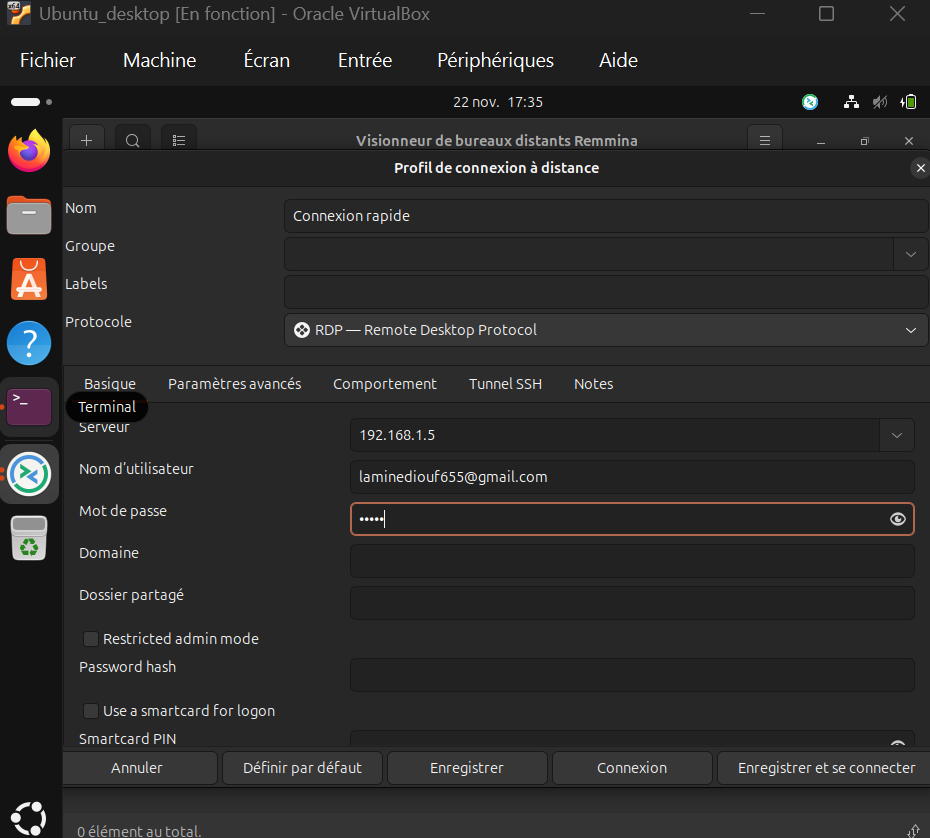 Ubuntu_desktop [En fonction] - Oracle VirtualBox
Fichier Machine Écran Entrée Périphériques Aide
22 nov. 17:35
Visionneur de bureaux distants Remmina
Profil de connexion à distance
Nom Connexion rapide
Groupe
Labels
Protocole RDP — Remote Desktop Protocol
Basique Paramètres avancés Comportement Tunnel SSH Notes
Terminal
Serveur 192.168.1.5
Nom d’utilisateur laminediouf655@gmail.com
Mot de passe •••••
Domaine
Dossier partagé
Restricted admin mode
Password hash
Use a smartcard for logon
Smartcard PIN
Annuler Définir par défaut Enregistrer Connexion Enregistrer et se connecter
0 élément au total.